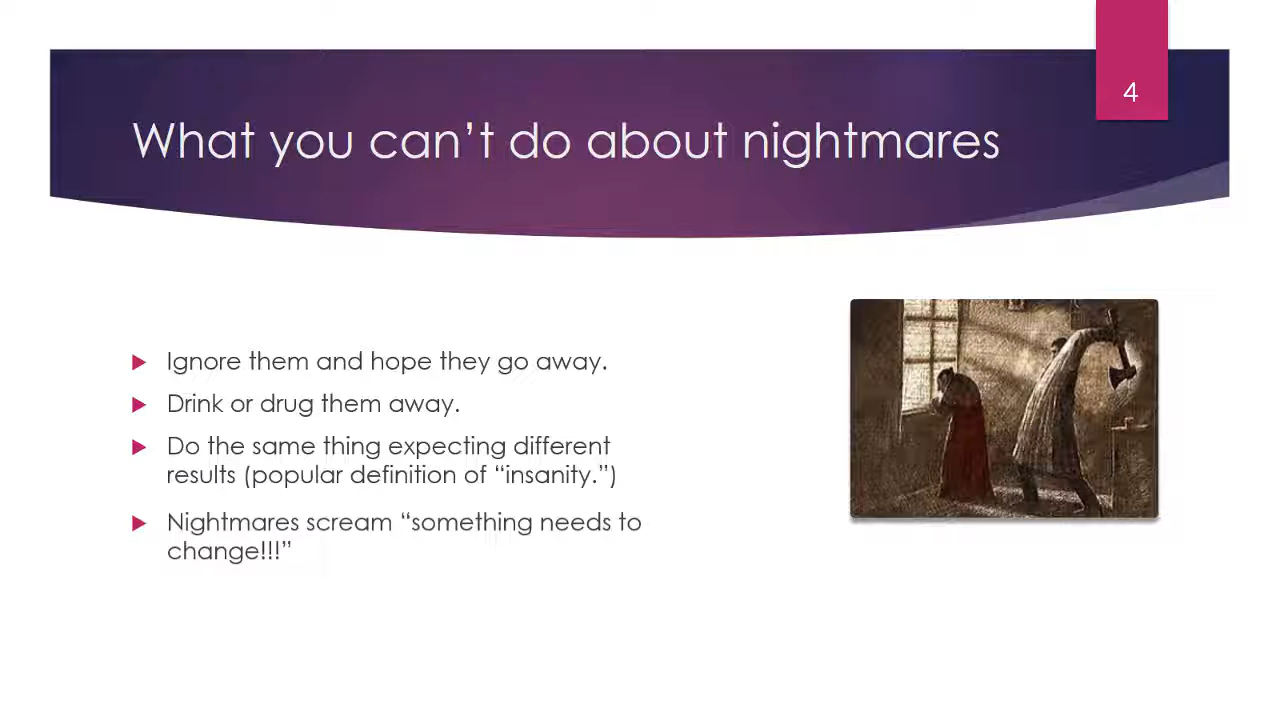 4
What you can’t do about nightmares
Ignore them and hope they go away.
Drink or drug them away.
Do the same thing expecting different
results (popular definition of “insanity.”)
Nightmares scream “something needs to
change!!!”